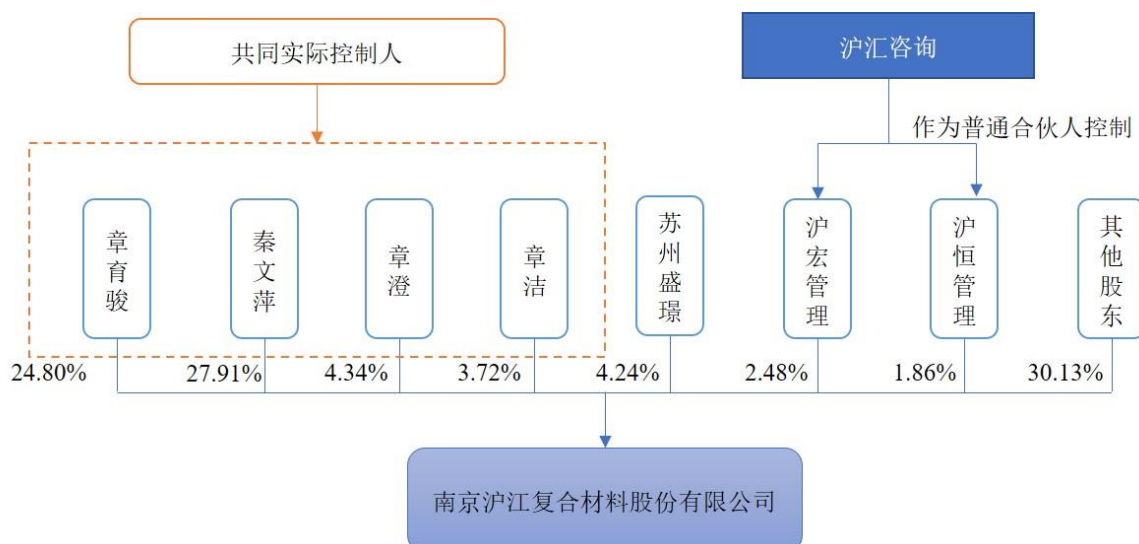 共同实际控制人
沪汇咨询
作为普通合伙人控制
章育骏
秦文萍
章澄
章洁
苏州盛璟
沪宏管理
沪恒管理
其他股东
24.80%
27.91%
4.34%
3.72%
4.24%
2.48%
1.86%
30.13%
南京沪江复合材料股份有限公司